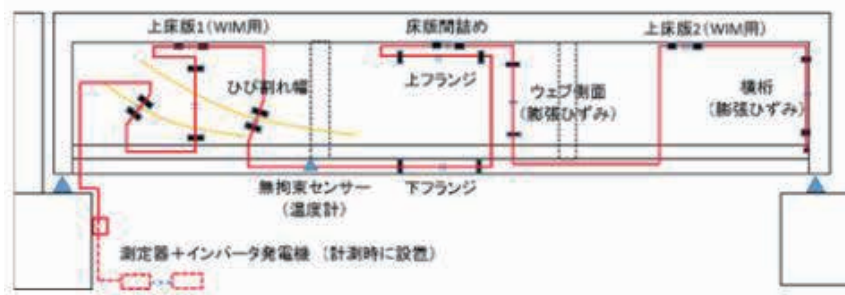 上床版1(WIM用)
床版間詰め
上床版2(WIM用)
ひび割れ幅
上フランジ
ウェブ側面
(膨張ひずみ)
横桁
(膨張ひずみ)
無拘束センサー
(温度計)
下フランジ
測定器+インバータ発電機 (計測時に設置)